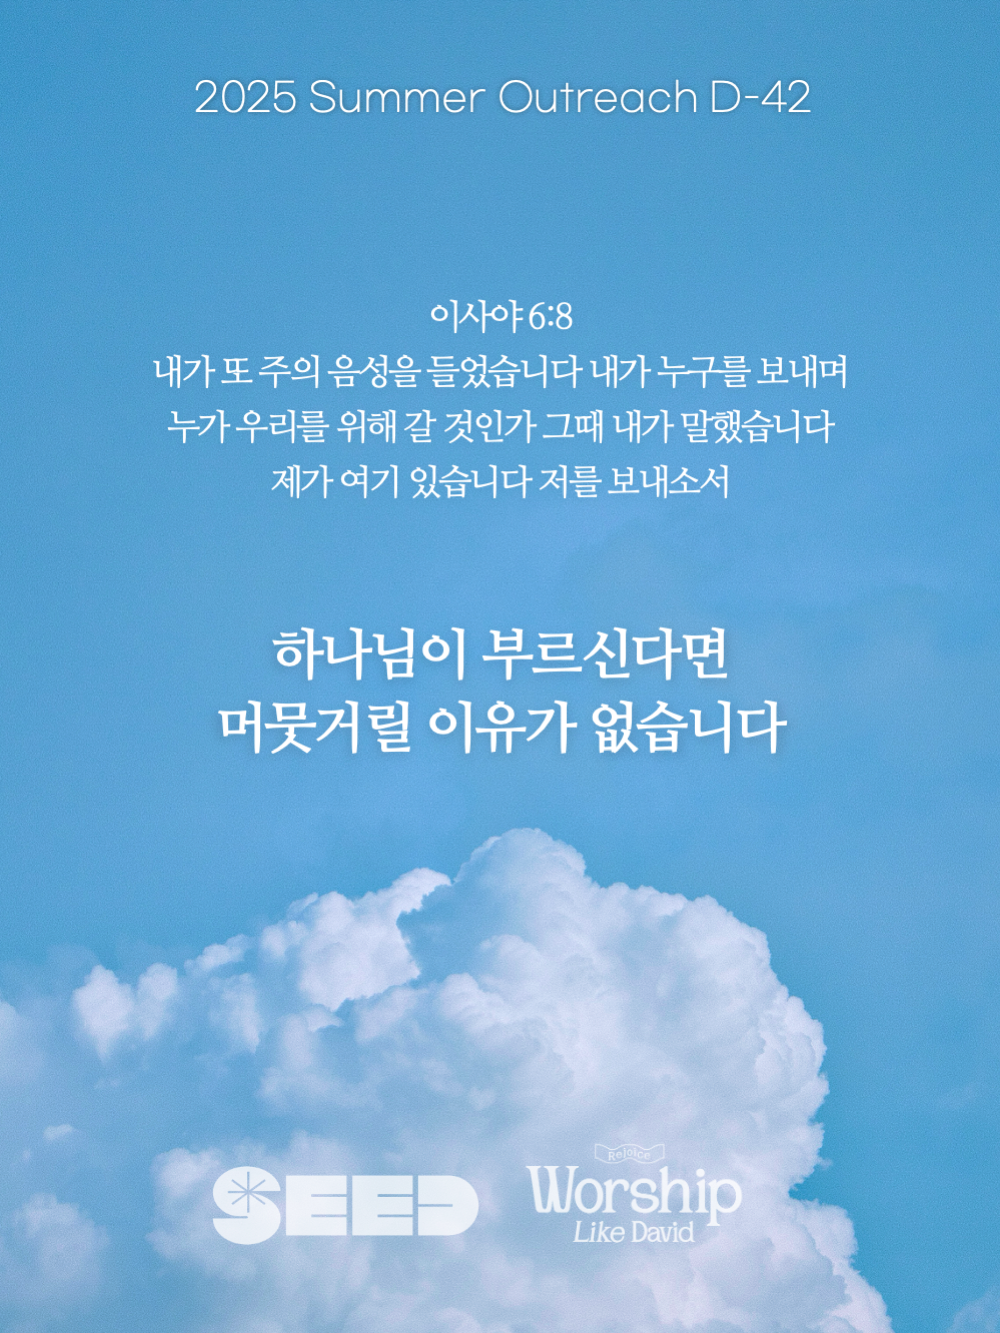 2025 Summer Outreach D-42
이사야 6:8
내가 또 주의 음성을 들었습니다 내가 누구를 보내며
누가 우리를 위해 갈 것인가 그때 내가 말했습니다
제가 여기 있습니다 저를 보내소서
하나님이 부르신다면
머뭇거릴 이유가 없습니다
SEED
Rejoice
Worship
Like David